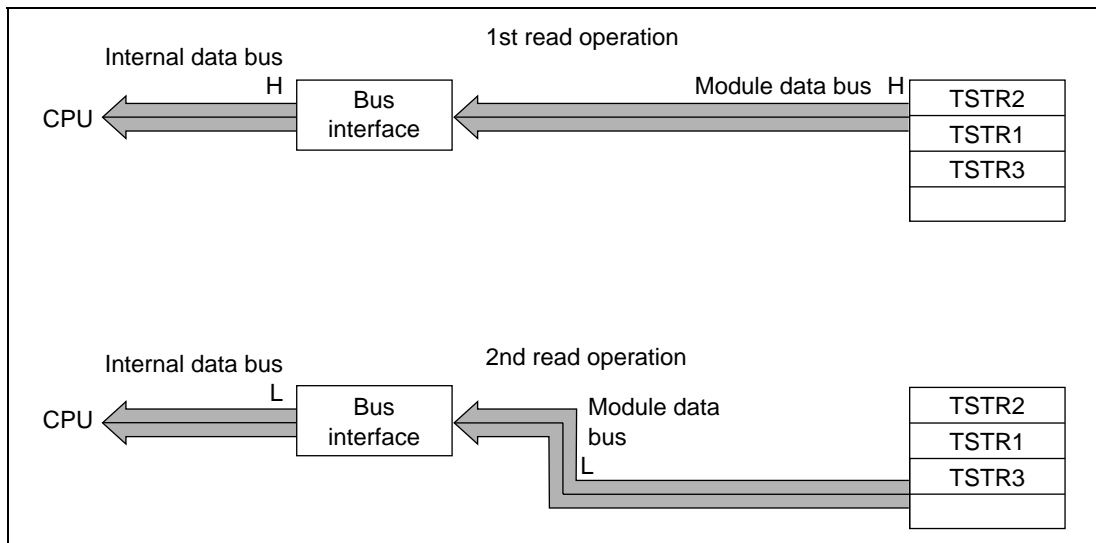 1st read operation
Internal data bus
H
Module data bus H
CPU
Bus
interface
TSTR2
TSTR1
TSTR3
2nd read operation
Internal data bus
L
Module data
bus
L
CPU
Bus
interface
TSTR2
TSTR1
TSTR3